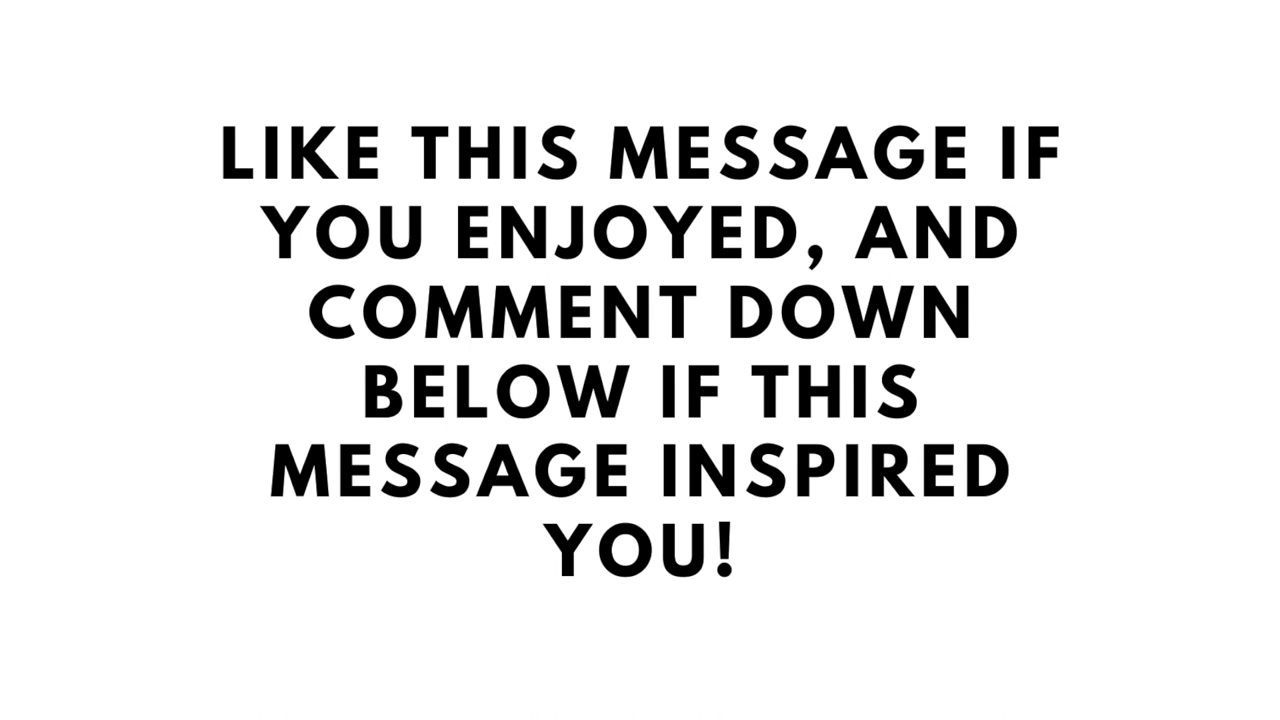 LIKE THIS MESSAGE IF
YOU ENJOYED, AND
COMMENT DOWN
BELOW IF THIS
MESSAGE INSPIRED
YOU!